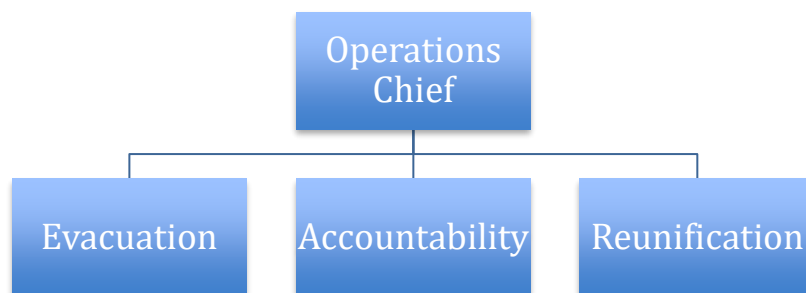 Operations
Chief
Evacuation
Accountability
Reunification